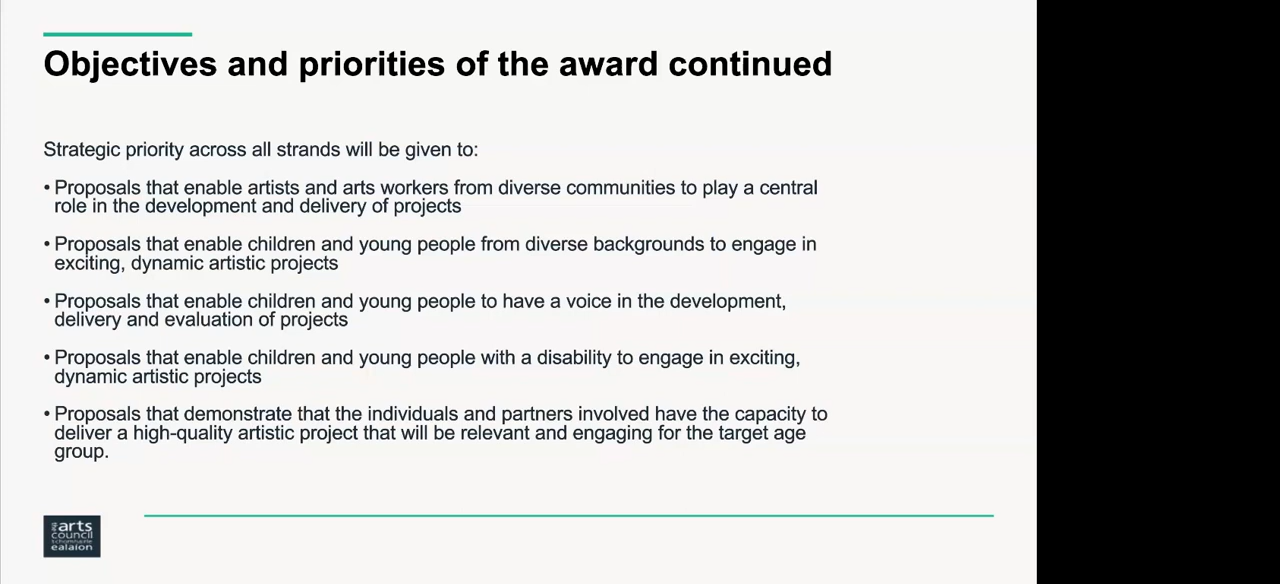 Objectives and priorities of the award continued
Strategic priority across all strands will be given to:
• Proposals that enable artists and arts workers from diverse communities to play a central
role in the development and delivery of projects
• Proposals that enable children and young people from diverse backgrounds to engage in
exciting, dynamic artistic projects
• Proposals that enable children and young people to have a voice in the development,
delivery and evaluation of projects
• Proposals that enable children and young people with a disability to engage in exciting,
dynamic artistic projects
• Proposals that demonstrate that the individuals and partners involved have the capacity to
deliver a high-quality artistic project that will be relevant and engaging for the target age
group.
arts
council
ealaíon